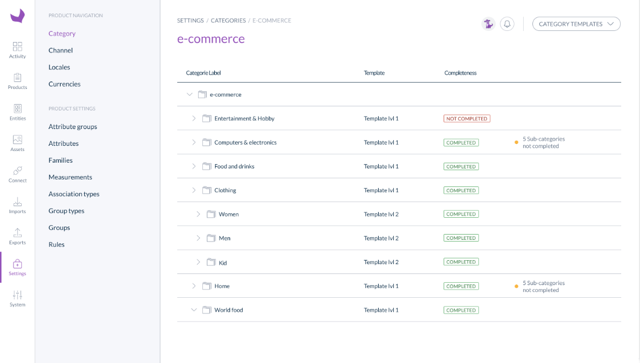 Activity
Products
Entities
Assets
Connect
Imports
Exports
Settings
System
PRODUCT NAVIGATION
Category
Channel
Locales
Currencies
PRODUCT SETTINGS
Attribute groups
Attributes
Families
Measurements
Association types
Group types
Groups
Rules
SETTINGS / CATEGORIES / E-COMMERCE
CATEGORY TEMPLATES
e-commerce
Categorie Label Template Completeness
e-commerce
Entertainment & Hobby Template lvl 1 NOT COMPLETED
Computers & electronics Template lvl 1 COMPLETED 5 Sub-categories
not completed
Food and drinks Template lvl 1 COMPLETED
Clothing Template lvl 1 COMPLETED
Women Template lvl 2 COMPLETED
Men Template lvl 2 COMPLETED
Kid Template lvl 2 COMPLETED
Home Template lvl 1 COMPLETED 5 Sub-categories
not completed
World food Template lvl 1 COMPLETED